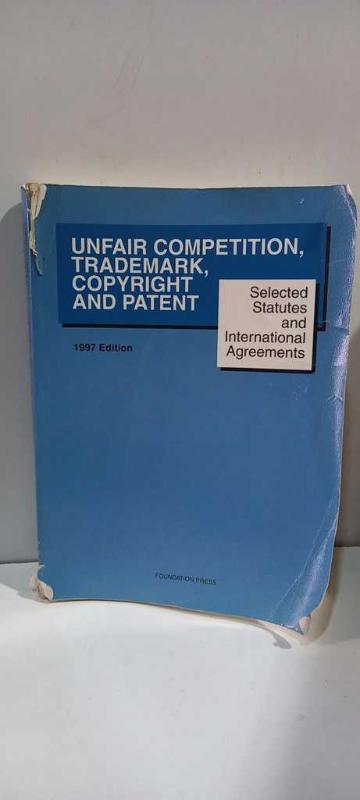 UNFAIR COMPETITION,
TRADEMARK,
COPYRIGHT
AND PATENT
Selected
Statutes
and
International
Agreements
1997 Edition
FOUNDATION PRESS